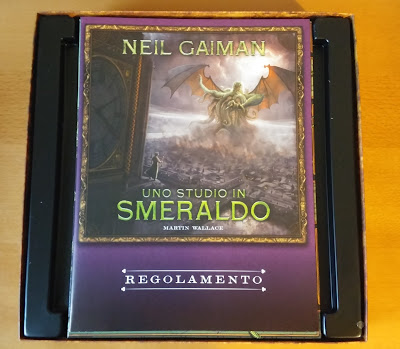 NEIL GAIMAN
UNO STUDIO IN
SMERALDO
MARTIN WALLACE
REGOLAMENTO